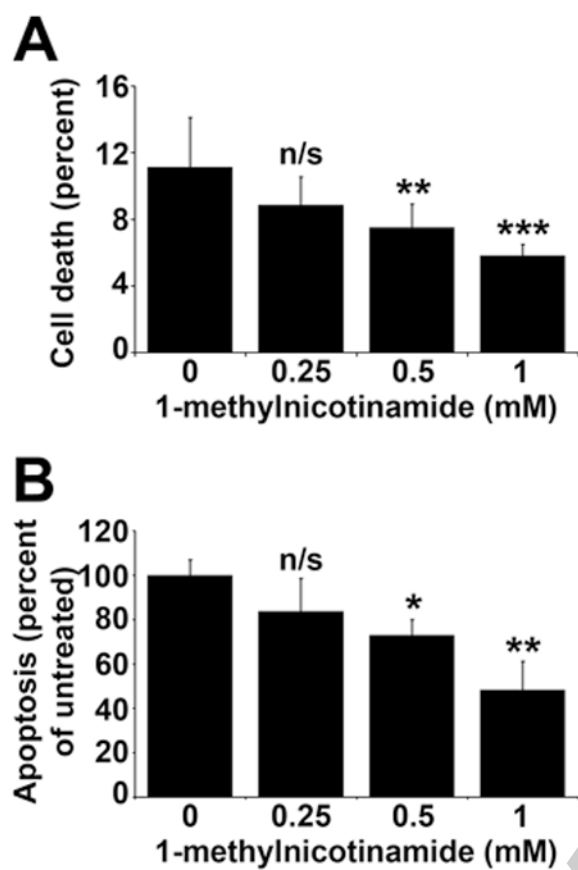 A
Cell death (percent)
16
12
8
4
0
n/s
**
***
0 0.25 0.5 1
1-methylnicotinamide (mM)
B
Apoptosis (percent
of untreated)
120
100
80
60
40
20
0
n/s
*
**
0 0.25 0.5 1
1-methylnicotinamide (mM)